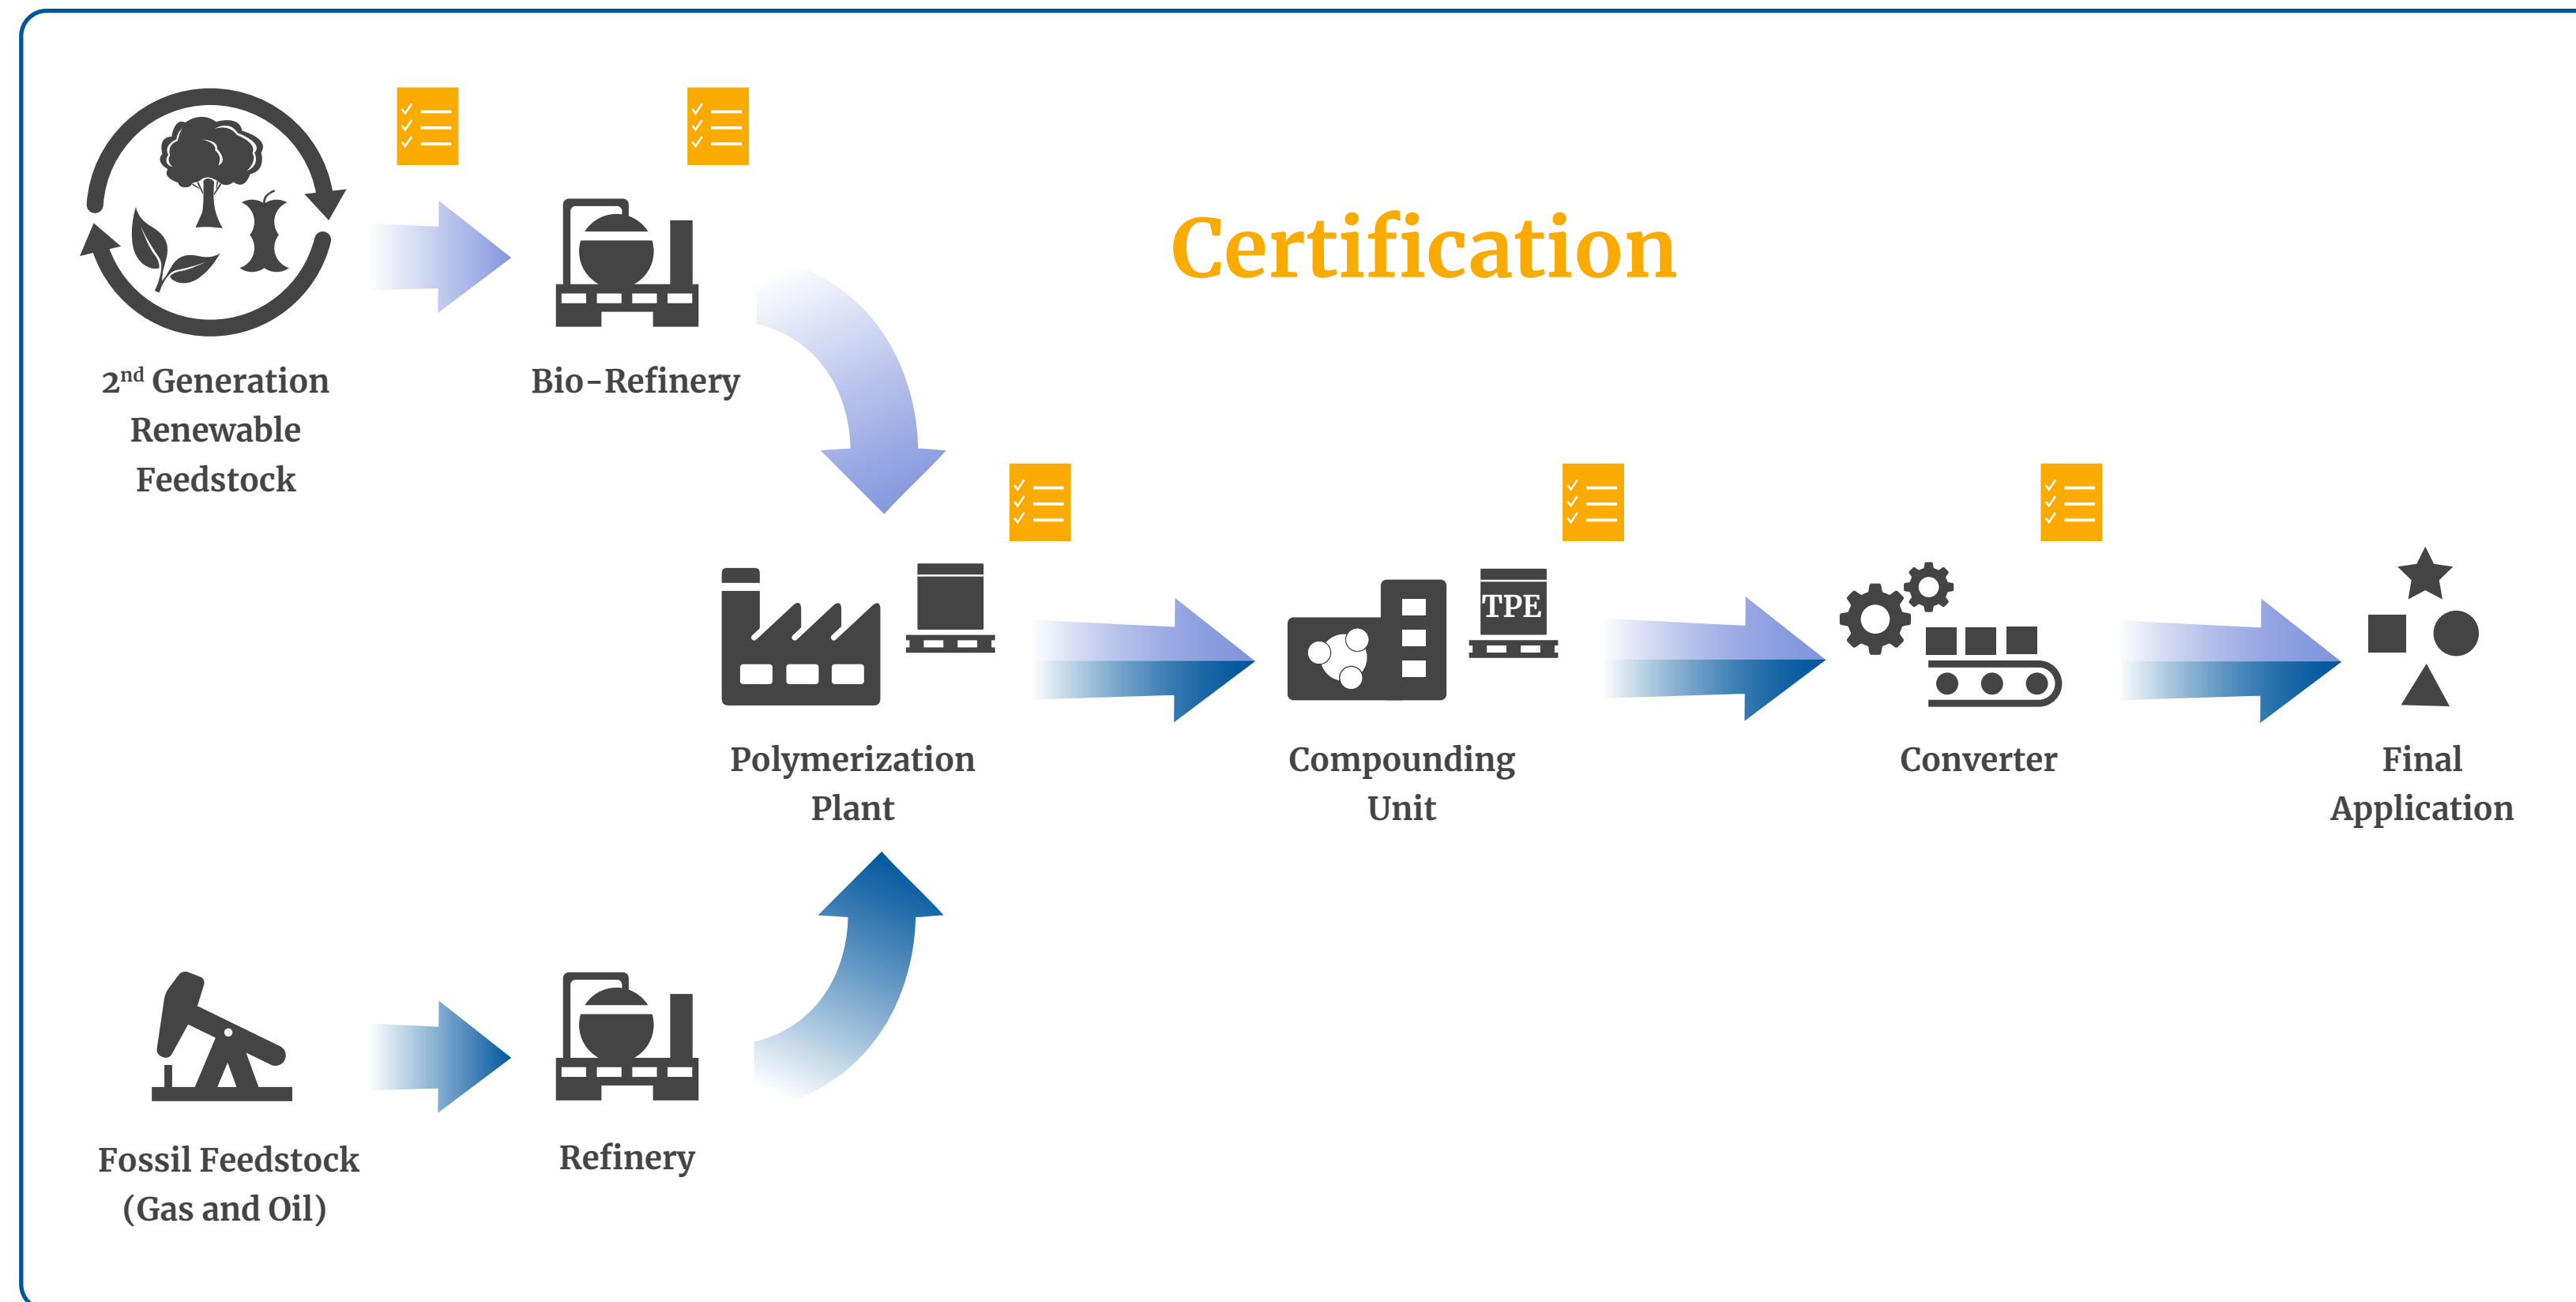 Certification
2nd Generation
Renewable
Feedstock
Bio-Refinery
TPE
Polymerization
Plant
Compounding
Unit
Converter
Final
Application
Fossil Feedstock
(Gas and Oil)
Refinery